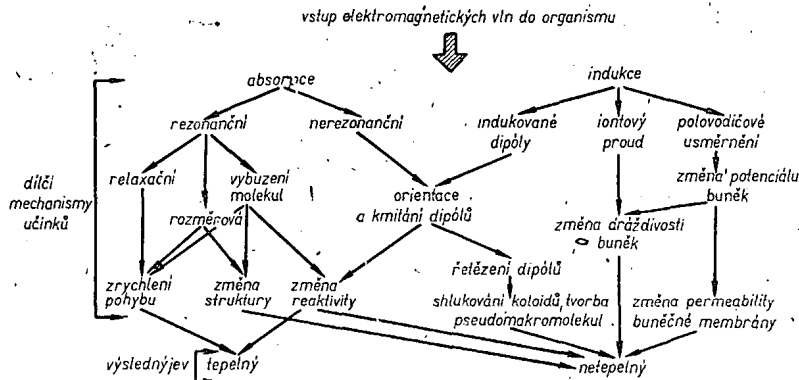 vstup elektromagnetických vln do organismu
absorpce
indukce
rezonanční
nerezonanční
indukované
dipóly
iontový
proud
polovodičové
usměrnění
dílčí
mechanismy
účinků
relaxační
vybuzení
molekul
rozměrová
orientace
a kmitání dipólů
změna potenciálu
buněk
změna dráždivosti
buněk
řetězení dipólů
zrychlení
pohybu
změna
struktury
změna
reaktivity
shlukování koloidů, tvorba
pseudomakromolekul
změna permeability
buněčné membrány
výsledný jev
tepelný
netepelný